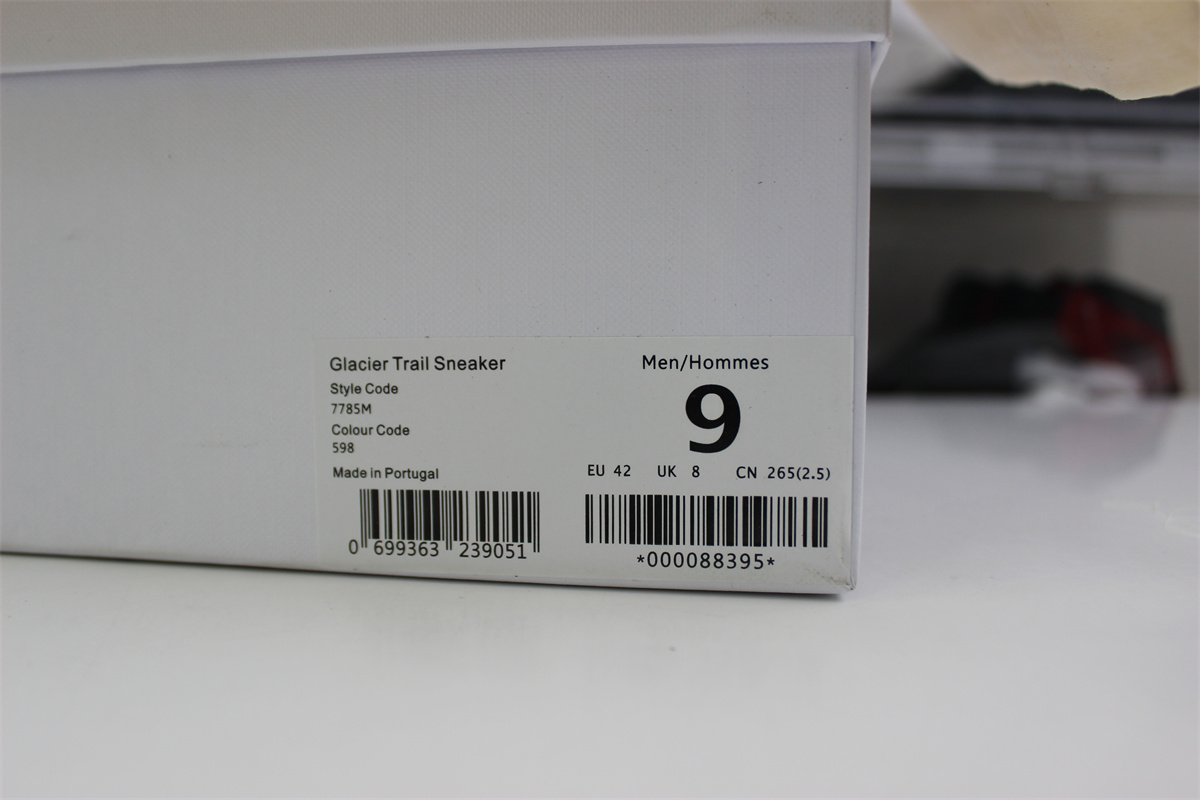 Glacier Trail Sneaker
Style Code
7785M
Colour Code
598
Made in Portugal
0 699363 239051
Men/Hommes
9
EU 42 UK 8 CN 265(2.5)
*000088395*